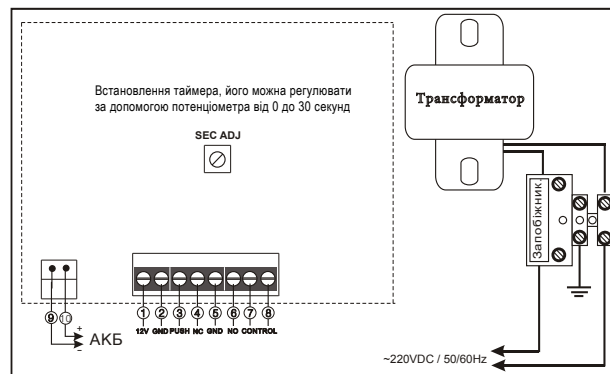 Встановлення таймера, його можна регулювати
за допомогою потенціометра від 0 до 30 секунд
SEC ADJ
Трансформатор
Запобіжник.
1 2 3 4 5 6 7 8
12V GND PUSH NC GND NO CONTROL
9 10
+
АКБ
–
~220VDC / 50/60Hz